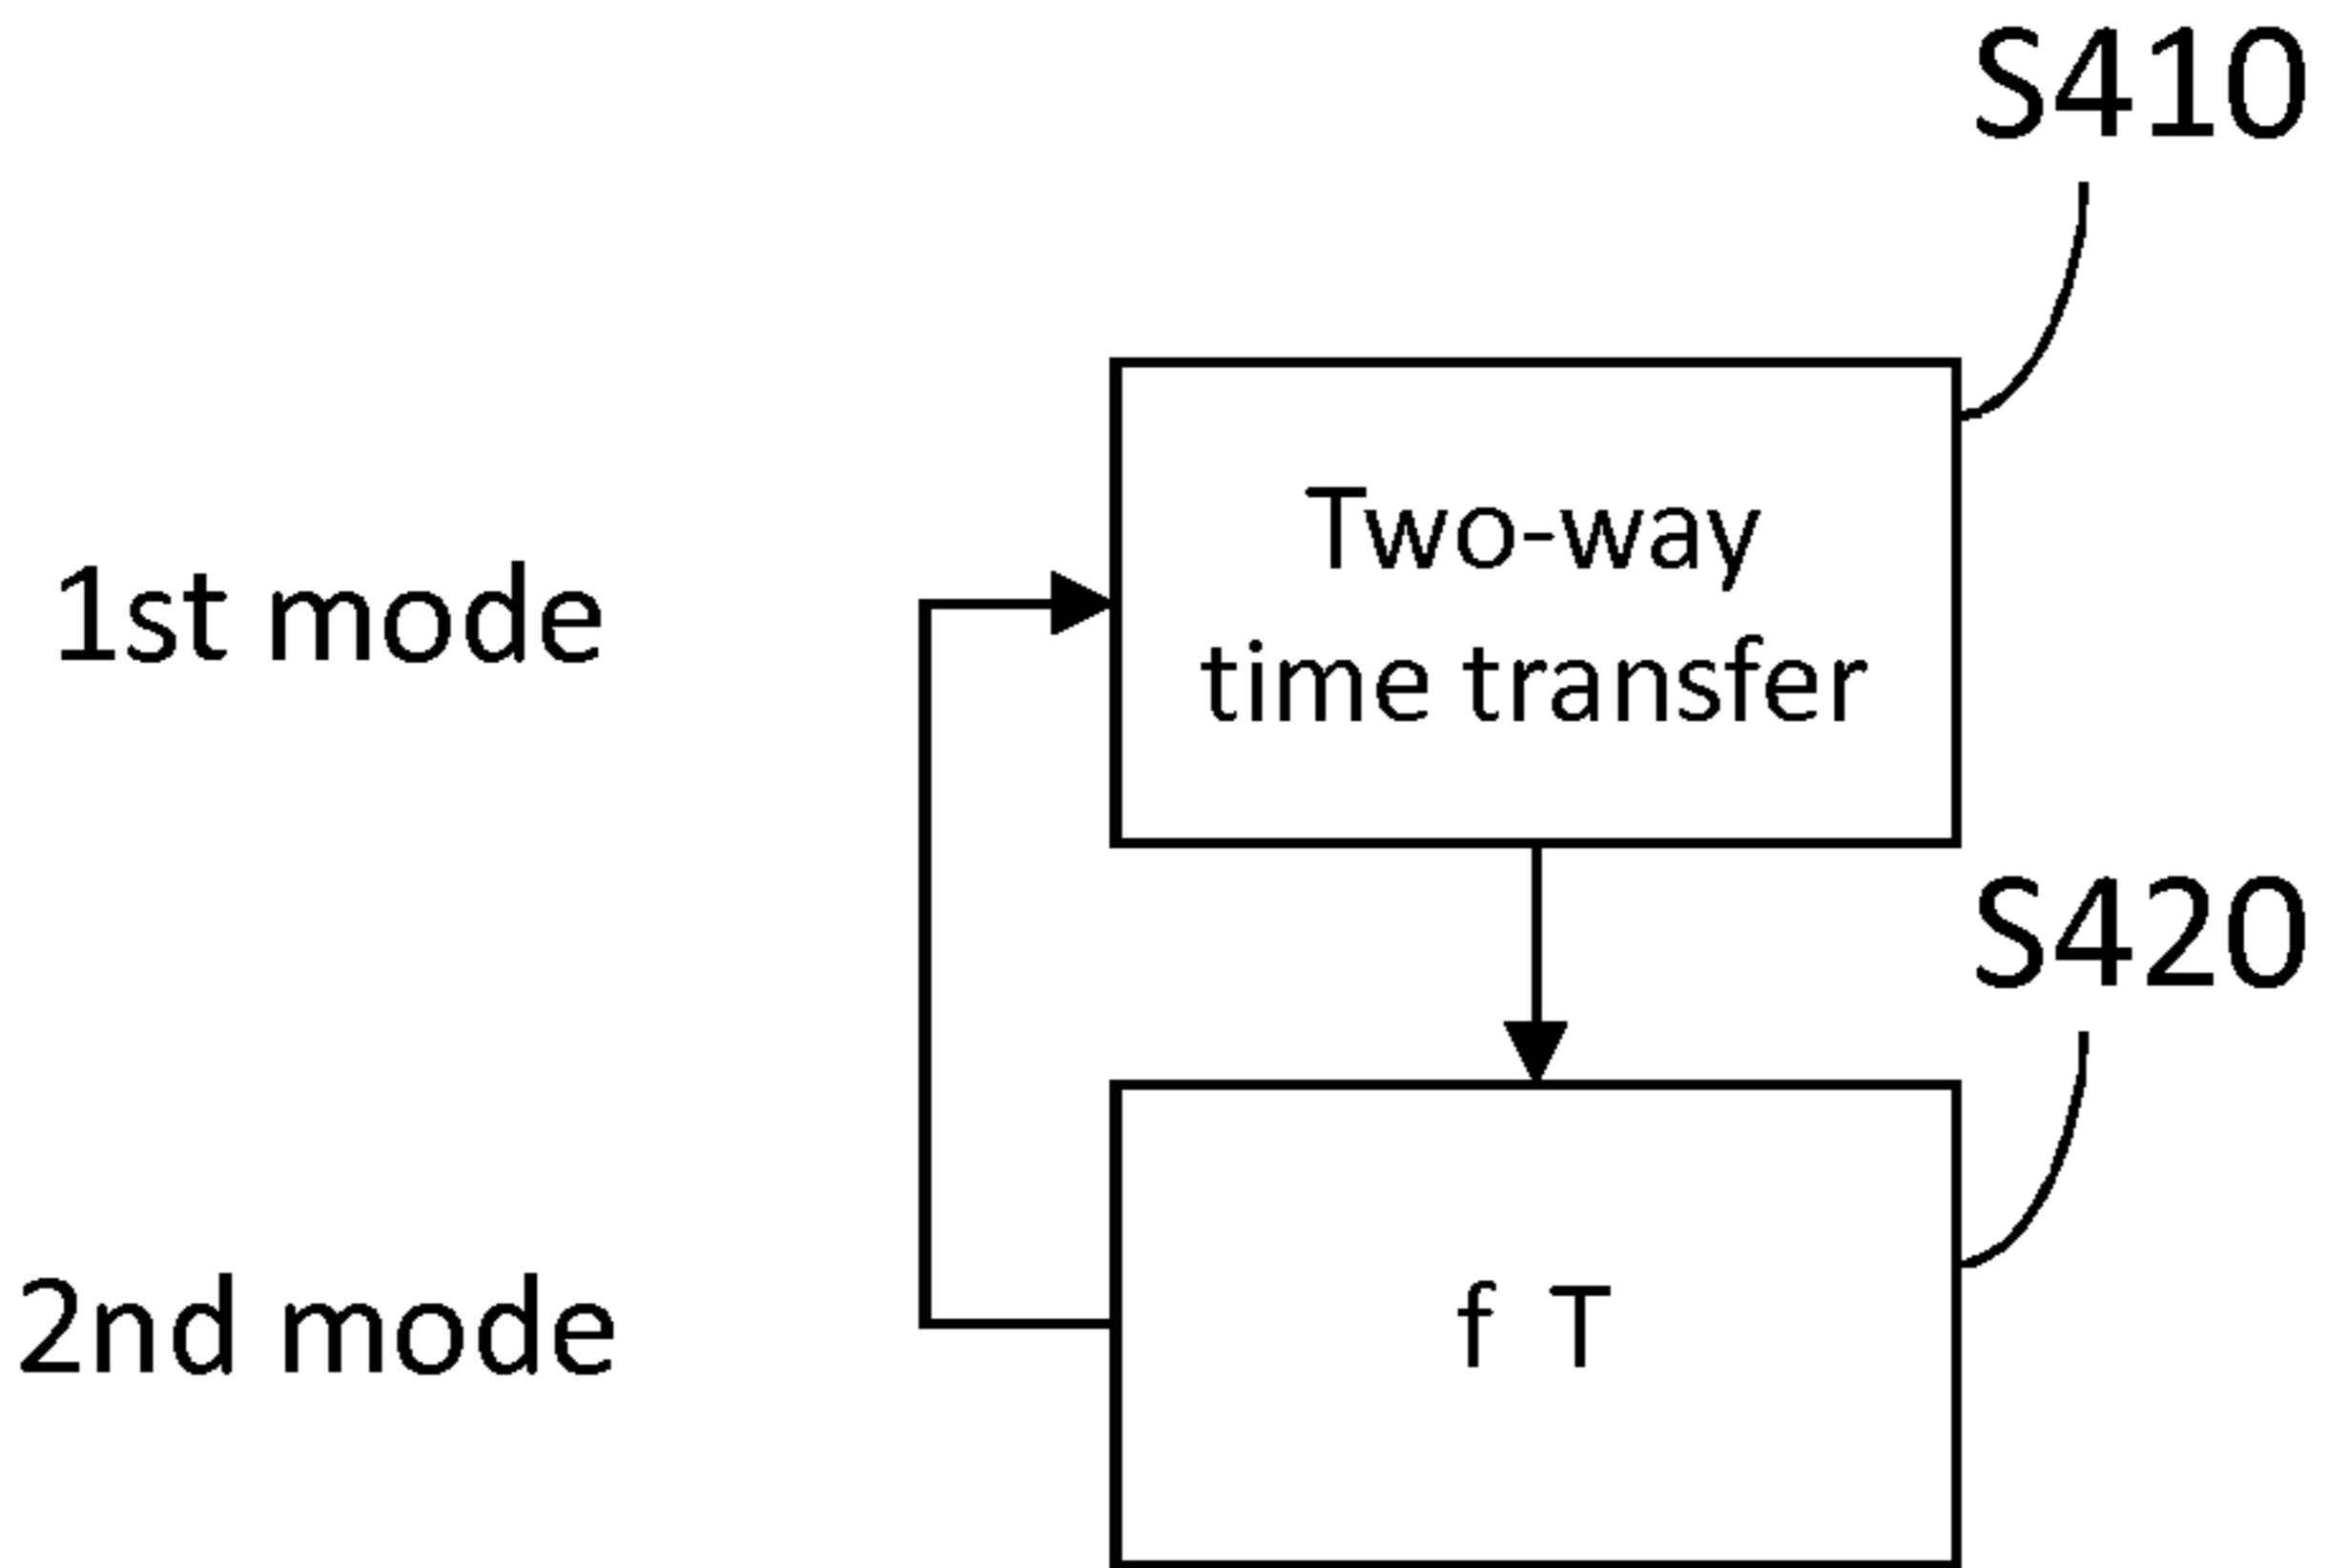 S410
Two-way
1st mode
time transfer
S420
2nd mode
f T